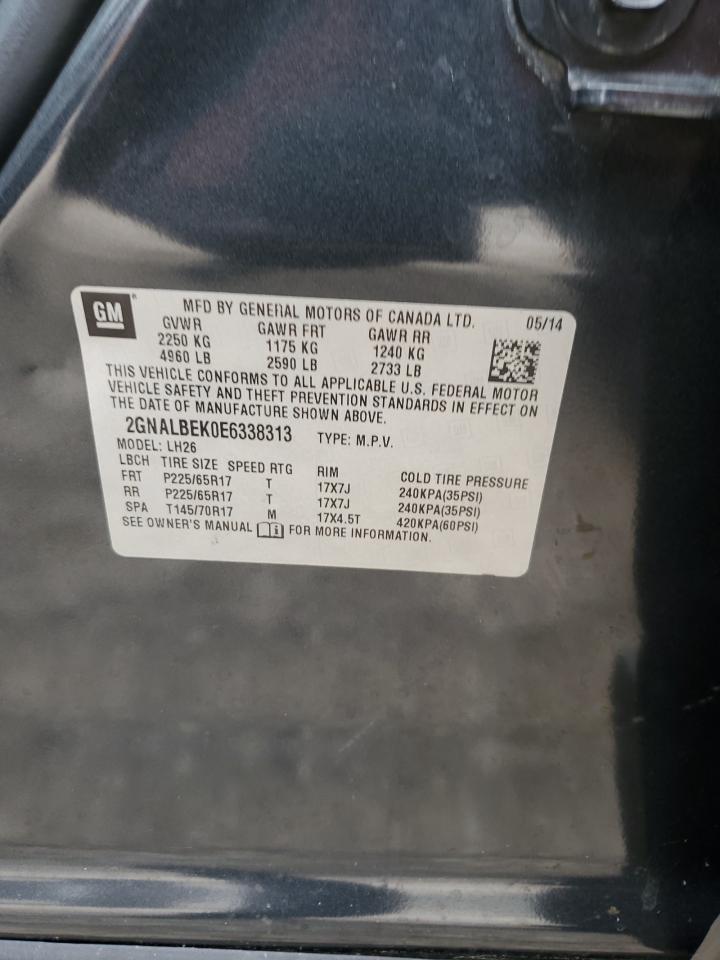 GM
MFD BY GENERAL MOTORS OF CANADA LTD. 05/14
GVWR GAWR FRT GAWR RR
2250 KG 1175 KG 1240 KG
4960 LB 2590 LB 2733 LB
THIS VEHICLE CONFORMS TO ALL APPLICABLE U.S. FEDERAL MOTOR
VEHICLE SAFETY AND THEFT PREVENTION STANDARDS IN EFFECT ON
THE DATE OF MANUFACTURE SHOWN ABOVE.
2GNALBEK0E6338313 TYPE: M.P.V.
MODEL: LH26
LBCH TIRE SIZE SPEED RTG RIM COLD TIRE PRESSURE
FRT P225/65R17 T 17X7J 240KPA(35PSI)
RR P225/65R17 T 17X7J 240KPA(35PSI)
SPA T145/70R17 M 17X4.5T 420KPA(60PSI)
SEE OWNER'S MANUAL FOR MORE INFORMATION.